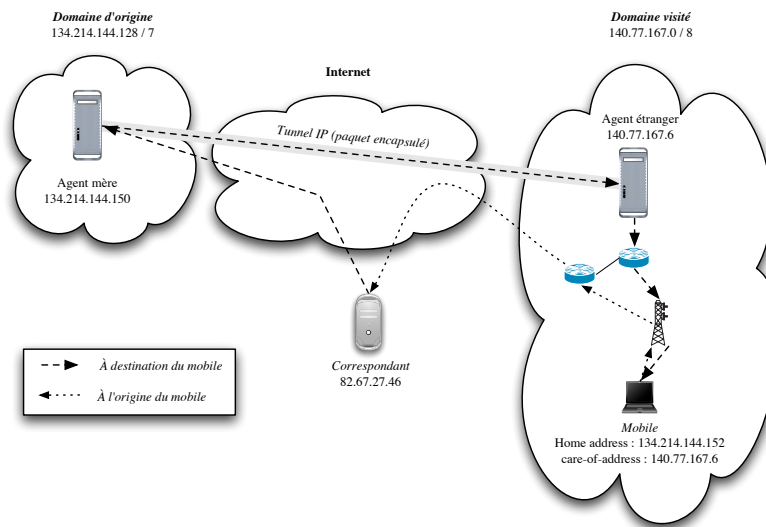 Domaine d'origine
134.214.144.128 / 7
Domaine visité
140.77.167.0 / 8
Internet
Agent étranger
140.77.167.6
Tunnel IP (paquet encapsulé)
Agent mère
134.214.144.150
Correspondant
82.67.27.46
À destination du mobile
À l'origine du mobile
Mobile
Home address : 134.214.144.152
care-of-address : 140.77.167.6